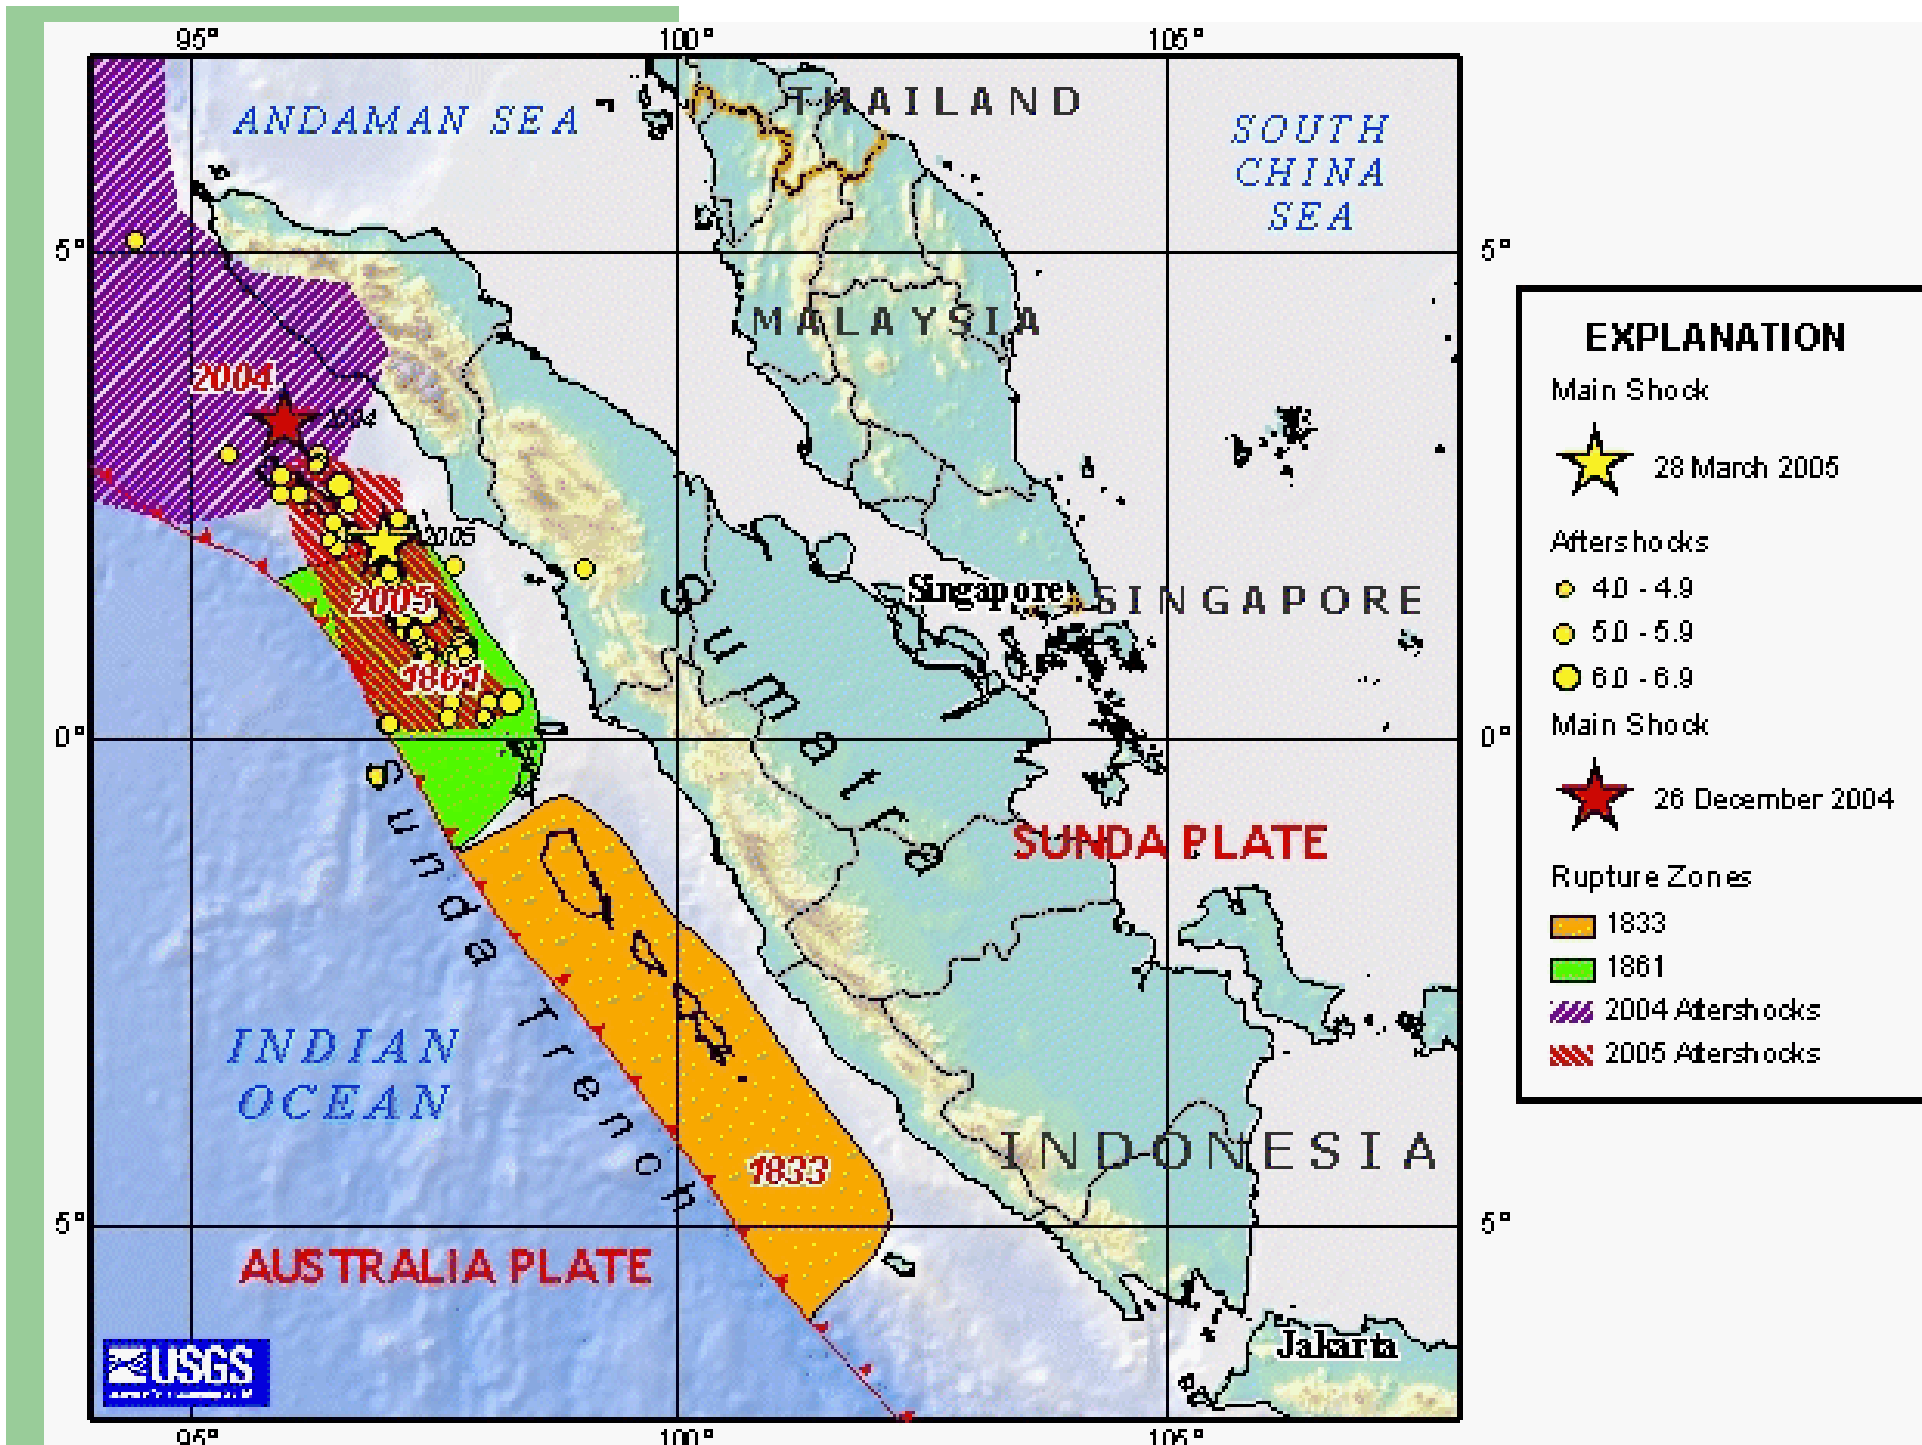 95°
100°
105°
ANDAMAN SEA
THAILAND
SOUTH
CHINA
SEA
5°
5°
MALAYSIA
2004
2004
2005
2005
Singapore
SINGAPORE
Sumatra
1861
0°
0°
Sunda Trench
SUNDA PLATE
INDIAN
OCEAN
INDONESIA
1833
5°
5°
AUSTRALIA PLATE
Jakarta
USGS
95°
100°
105°
EXPLANATION
Main Shock
28 March 2005
Aftershocks
4.0 - 4.9
5.0 - 5.9
6.0 - 6.9
Main Shock
26 December 2004
Rupture Zones
1833
1861
2004 Aftershocks
2005 Aftershocks